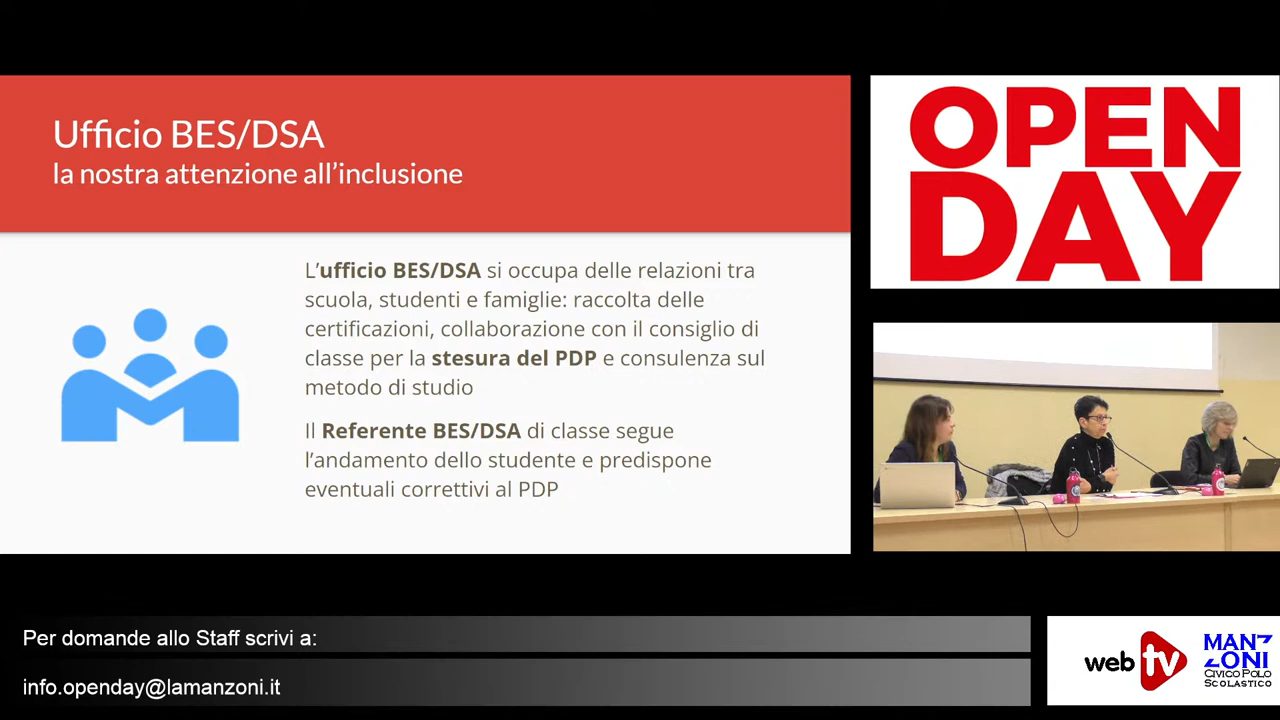 Ufficio BES/DSA
la nostra attenzione all'inclusione
L'ufficio BES/DSA si occupa delle relazioni tra
scuola, studenti e famiglie: raccolta delle
certificazioni, collaborazione con il consiglio di
classe per la stesura del PDP e consulenza sul
metodo di studio
Il Referente BES/DSA di classe segue
l'andamento dello studente e predispone
eventuali correttivi al PDP
OPEN
DAY
Per domande allo Staff scrivi a:
info.openday@lamanzoni.it
web tv
MANZ
ZONI
CIVICO POLO
SCOLASTICO